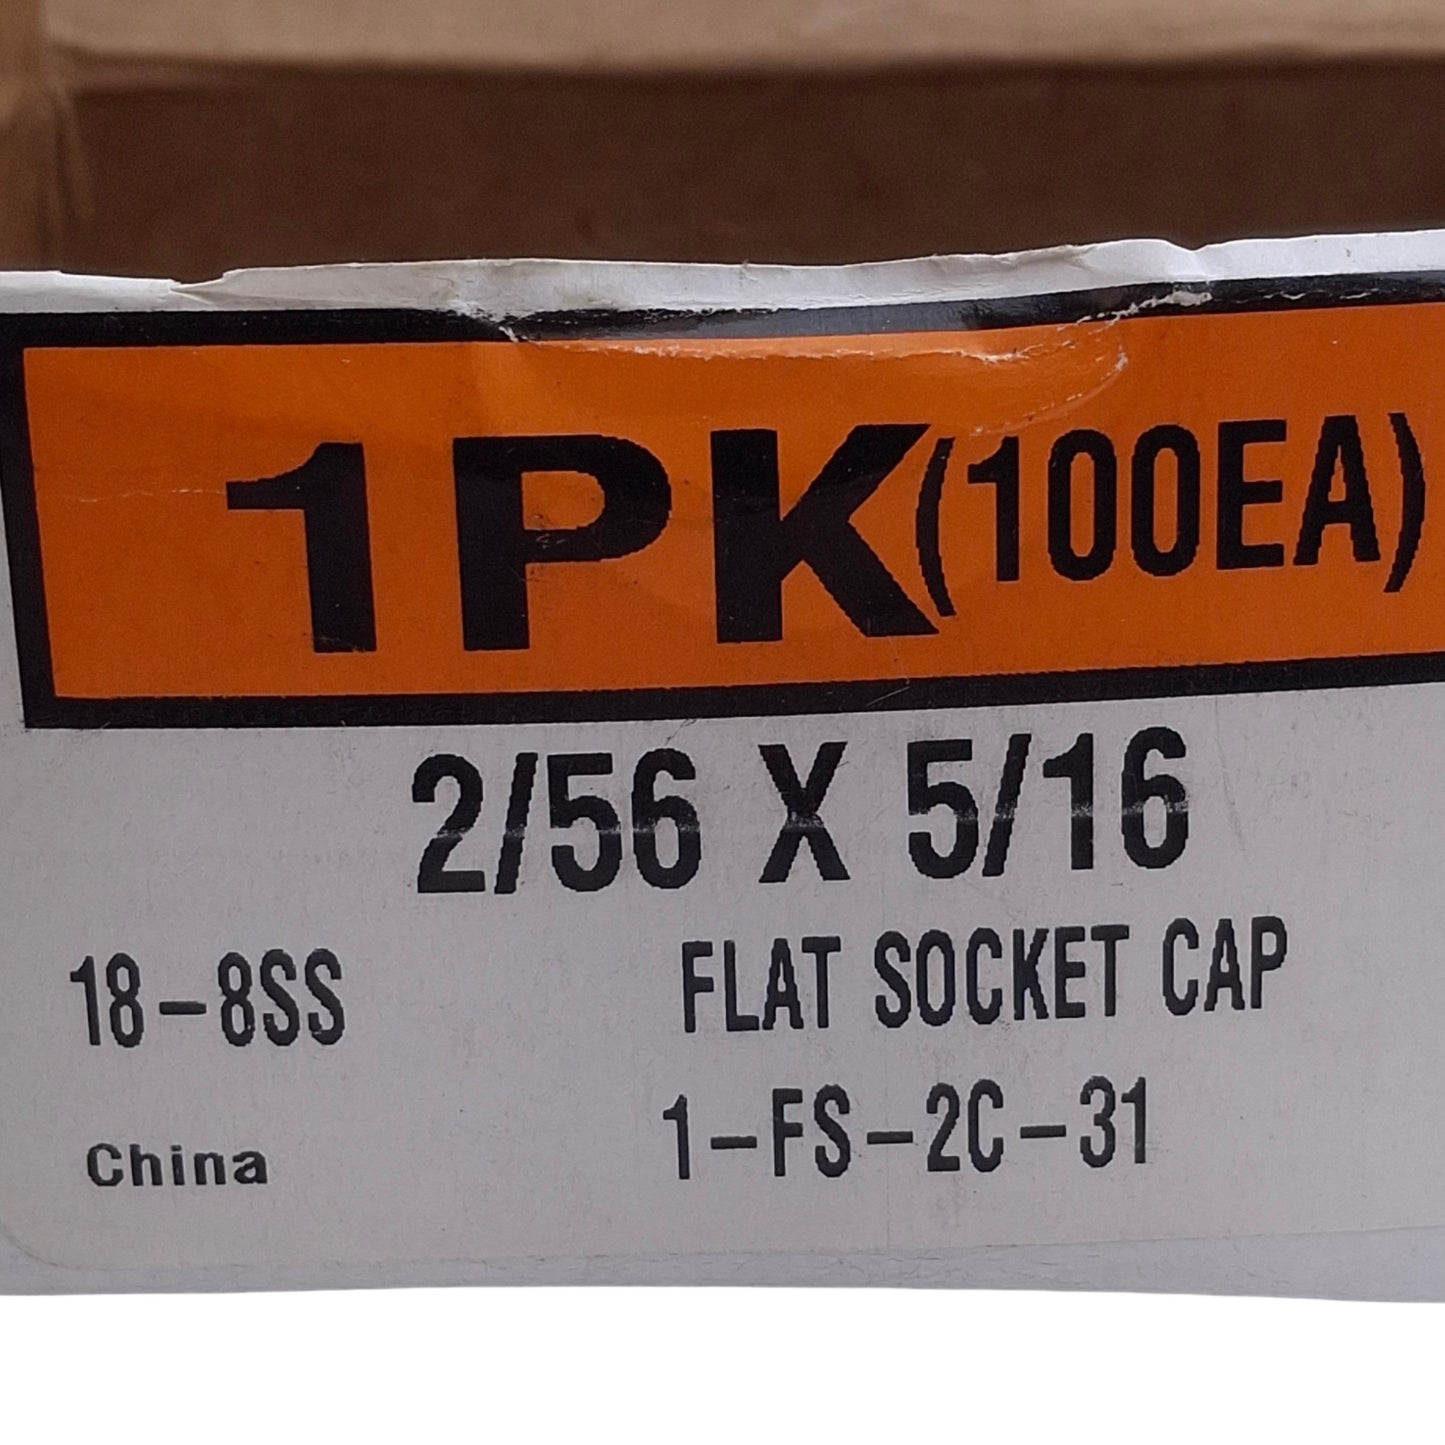 1PK(100EA)
2/56 X 5/16
18-8SS FLAT SOCKET CAP
China 1-FS-2C-31